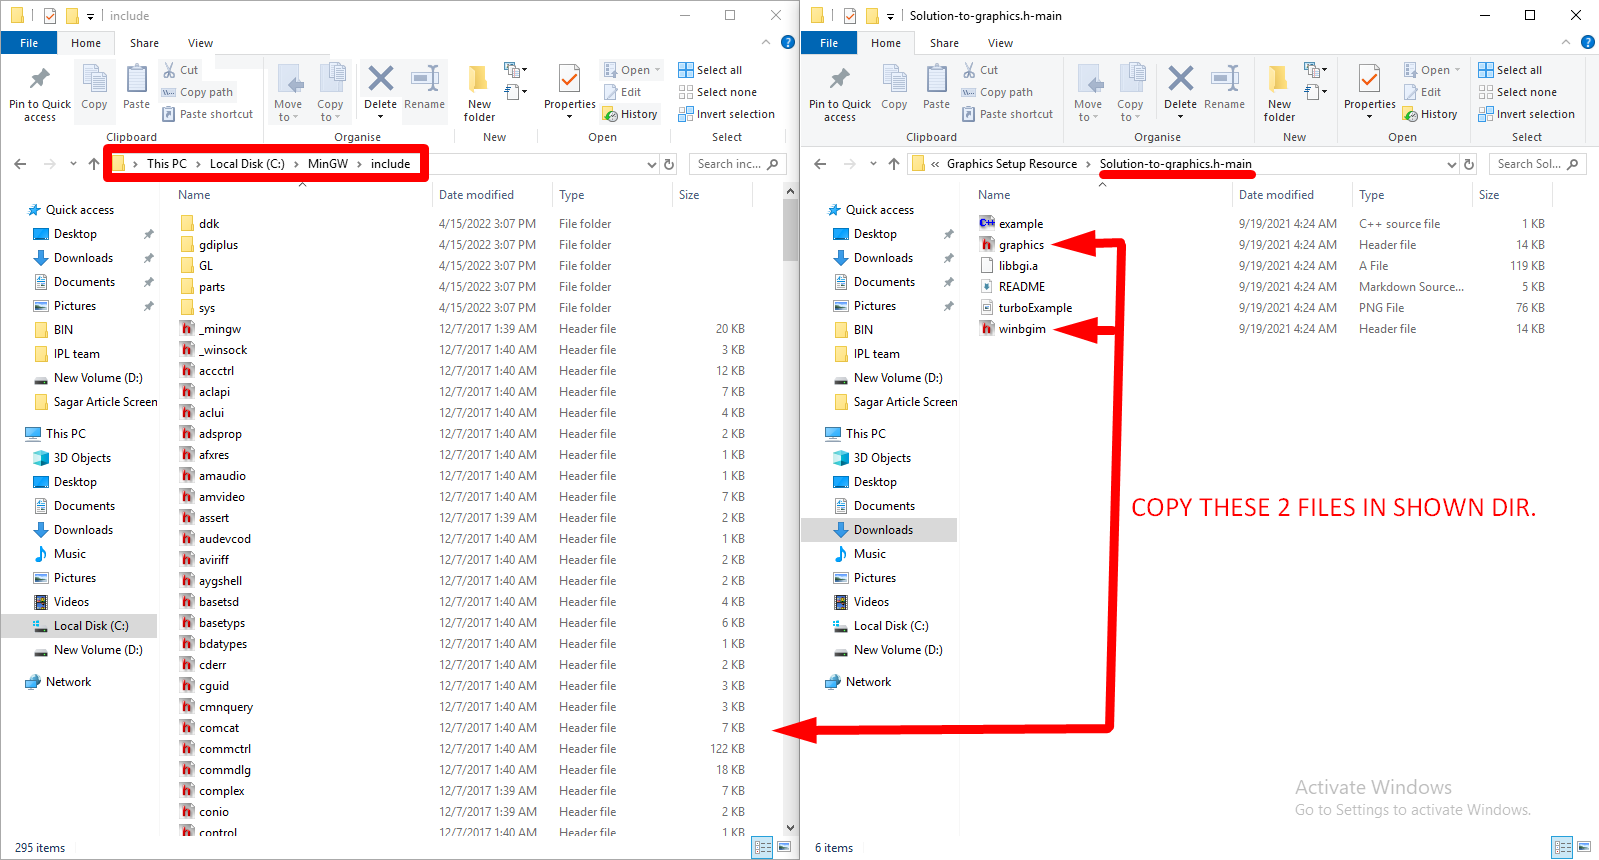 include
File Home Share View
Pin to Quick access
Copy
Paste
Cut
Copy path
Paste shortcut
Clipboard
Move to
Copy to
Delete
Rename
Organise
New folder
New
Properties
Open
Edit
History
Open
Select all
Select none
Invert selection
Select
This PC > Local Disk (C:) > MinGW > include
Search inc...
Quick access
Desktop
Downloads
Documents
Pictures
BIN
IPL team
New Volume (D:)
Sagar Article Screen
This PC
3D Objects
Desktop
Documents
Downloads
Music
Pictures
Videos
Local Disk (C:)
New Volume (D:)
Network
Name Date modified Type Size
ddk 4/15/2022 3:07 PM File folder
gdiplus 4/15/2022 3:07 PM File folder
GL 4/15/2022 3:07 PM File folder
parts 4/15/2022 3:07 PM File folder
sys 4/15/2022 3:07 PM File folder
_mingw 12/7/2017 1:39 AM Header file 20 KB
_winsock 12/7/2017 1:40 AM Header file 3 KB
accctrl 12/7/2017 1:40 AM Header file 12 KB
aclapi 12/7/2017 1:40 AM Header file 7 KB
aclui 12/7/2017 1:40 AM Header file 4 KB
adsprop 12/7/2017 1:40 AM Header file 2 KB
afxres 12/7/2017 1:40 AM Header file 1 KB
amaudio 12/7/2017 1:40 AM Header file 2 KB
amvideo 12/7/2017 1:40 AM Header file 7 KB
assert 12/7/2017 1:39 AM Header file 2 KB
audevcod 12/7/2017 1:40 AM Header file 1 KB
aviriff 12/7/2017 1:40 AM Header file 2 KB
aygshell 12/7/2017 1:40 AM Header file 2 KB
basetsd 12/7/2017 1:40 AM Header file 4 KB
basetyps 12/7/2017 1:40 AM Header file 6 KB
bdatypes 12/7/2017 1:40 AM Header file 1 KB
cderr 12/7/2017 1:40 AM Header file 2 KB
cguid 12/7/2017 1:40 AM Header file 1 KB
cmnquery 12/7/2017 1:40 AM Header file 3 KB
comcat 12/7/2017 1:40 AM Header file 7 KB
commctrl 12/7/2017 1:40 AM Header file 122 KB
commdlg 12/7/2017 1:40 AM Header file 18 KB
complex 12/7/2017 1:39 AM Header file 7 KB
conio 12/7/2017 1:39 AM Header file 2 KB
control 12/7/2017 1:40 AM Header file 1 KB
295 items
Solution-to-graphics.h-main
File Home Share View
Pin to Quick access
Copy
Paste
Cut
Copy path
Paste shortcut
Clipboard
Move to
Copy to
Delete
Rename
Organise
New folder
New
Properties
Open
Edit
History
Open
Select all
Select none
Invert selection
Select
« Graphics Setup Resource > Solution-to-graphics.h-main
Search Sol...
Quick access
Desktop
Downloads
Documents
Pictures
BIN
IPL team
New Volume (D:)
Sagar Article Screen
This PC
3D Objects
Desktop
Documents
Downloads
Music
Pictures
Videos
Local Disk (C:)
New Volume (D:)
Network
Name Date modified Type Size
example 9/19/2021 4:24 AM C++ source file 1 KB
graphics 9/19/2021 4:24 AM Header file 14 KB
libbgi.a 9/19/2021 4:24 AM A File 119 KB
README 9/19/2021 4:24 AM Markdown Source... 5 KB
turboExample 9/19/2021 4:24 AM PNG File 76 KB
winbgim 9/19/2021 4:24 AM Header file 14 KB
COPY THESE 2 FILES IN SHOWN DIR.
Activate Windows
Go to Settings to activate Windows.
6 items